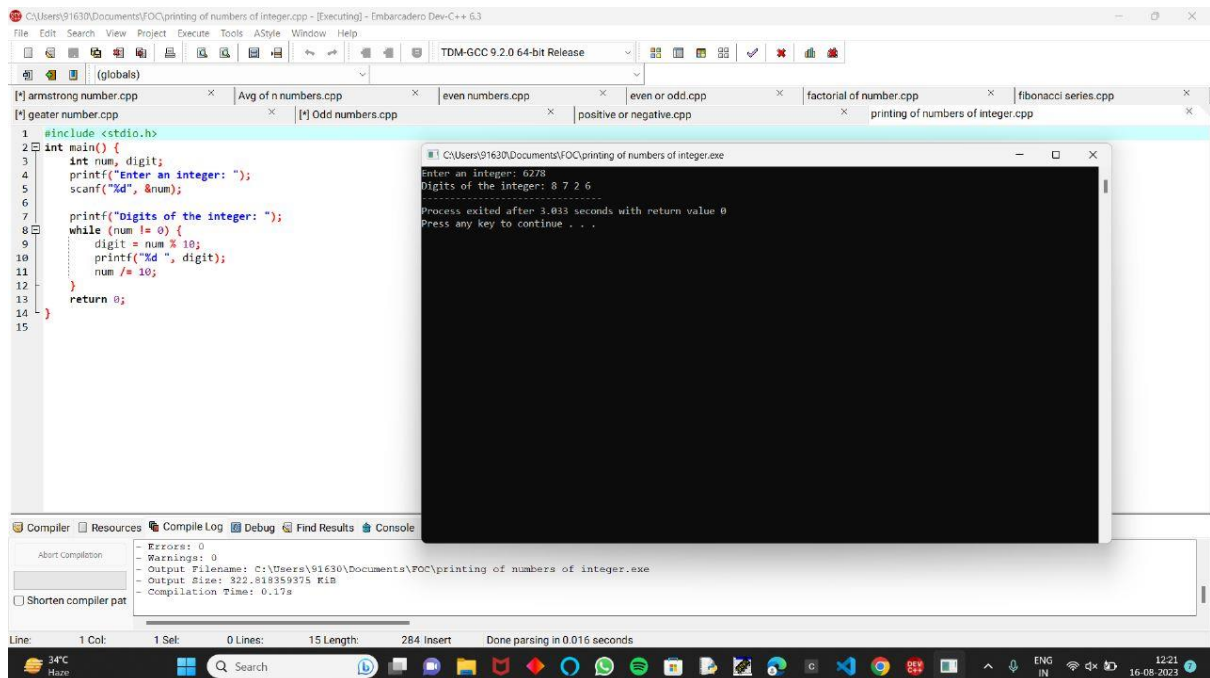 C:\Users\91630\Documents\FOC\printing of numbers of integer.cpp - [Executing] - Embarcadero Dev-C++ 6.3
File Edit Search View Project Execute Tools AStyle Window Help
TDM-GCC 9.2.0 64-bit Release
(globals)
[*] armstrong number.cpp Avg of n numbers.cpp even numbers.cpp even or odd.cpp factorial of number.cpp fibonacci series.cpp
[*] geater number.cpp [*] Odd numbers.cpp positive or negative.cpp printing of numbers of integer.cpp
1 #include <stdio.h>
2 int main() {
3 int num, digit;
4 printf("Enter an integer: ");
5 scanf("%d", &num);
6
7 printf("Digits of the integer: ");
8 while (num != 0) {
9 digit = num % 10;
10 printf("%d ", digit);
11 num /= 10;
12 }
13 return 0;
14 }
15
C:\Users\91630\Documents\FOC\printing of numbers of integer.exe
Enter an integer: 6278
Digits of the integer: 8 7 2 6
--------------------------------
Process exited after 3.033 seconds with return value 0
Press any key to continue . . .
Compiler Resources Compile Log Debug Find Results Console
Abort Compilation
Shorten compiler pat
- Errors: 0
- Warnings: 0
- Output Filename: C:\Users\91630\Documents\FOC\printing of numbers of integer.exe
- Output Size: 322.818359375 KiB
- Compilation Time: 0.17s
Line: 1 Col: 1 Sel: 0 Lines: 15 Length: 284 Insert Done parsing in 0.016 seconds
34°C
Haze
Search
ENG
IN
12:21
16-08-2023